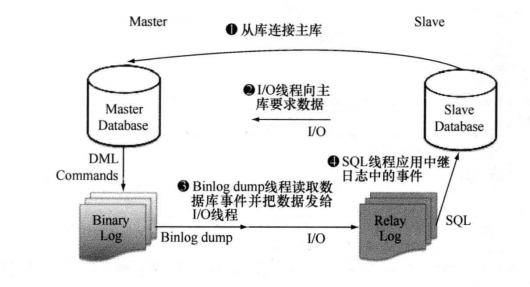 Master
Slave
❶ 从库连接主库
❷ I/O线程向主
库要求数据
I/O
Master
Database
Slave
Database
DML
Commands
❹ SQL线程应用中继
日志中的事件
❸ Binlog dump线程读取数
据库事件并把数据发给
I/O线程
Binary
Log
Binlog dump
I/O
Relay
Log
SQL